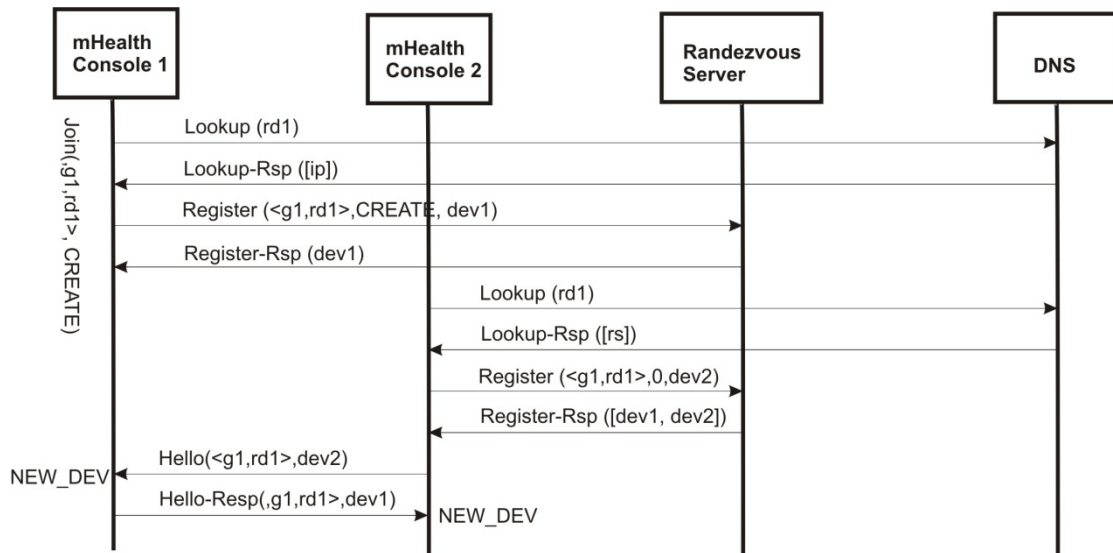 mHealth
Console 1
mHealth
Console 2
Randezvous
Server
DNS
Join(,g1,rd1>, CREATE)
Lookup (rd1)
Lookup-Rsp ([ip])
Register (<g1,rd1>,CREATE, dev1)
Register-Rsp (dev1)
Lookup (rd1)
Lookup-Rsp ([rs])
Register (<g1,rd1>,0,dev2)
Register-Rsp ([dev1, dev2])
Hello(<g1,rd1>,dev2)
NEW_DEV
Hello-Resp(,g1,rd1>,dev1)
NEW_DEV